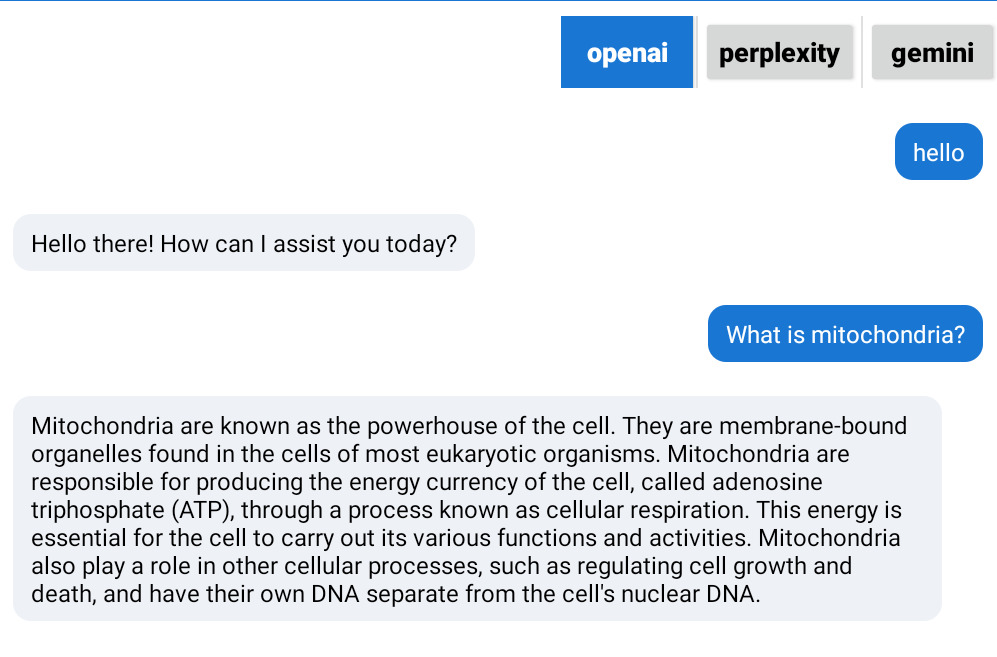 openai perplexity gemini
hello
Hello there! How can I assist you today?
What is mitochondria?
Mitochondria are known as the powerhouse of the cell. They are membrane-bound
organelles found in the cells of most eukaryotic organisms. Mitochondria are
responsible for producing the energy currency of the cell, called adenosine
triphosphate (ATP), through a process known as cellular respiration. This energy is
essential for the cell to carry out its various functions and activities. Mitochondria
also play a role in other cellular processes, such as regulating cell growth and
death, and have their own DNA separate from the cell's nuclear DNA.